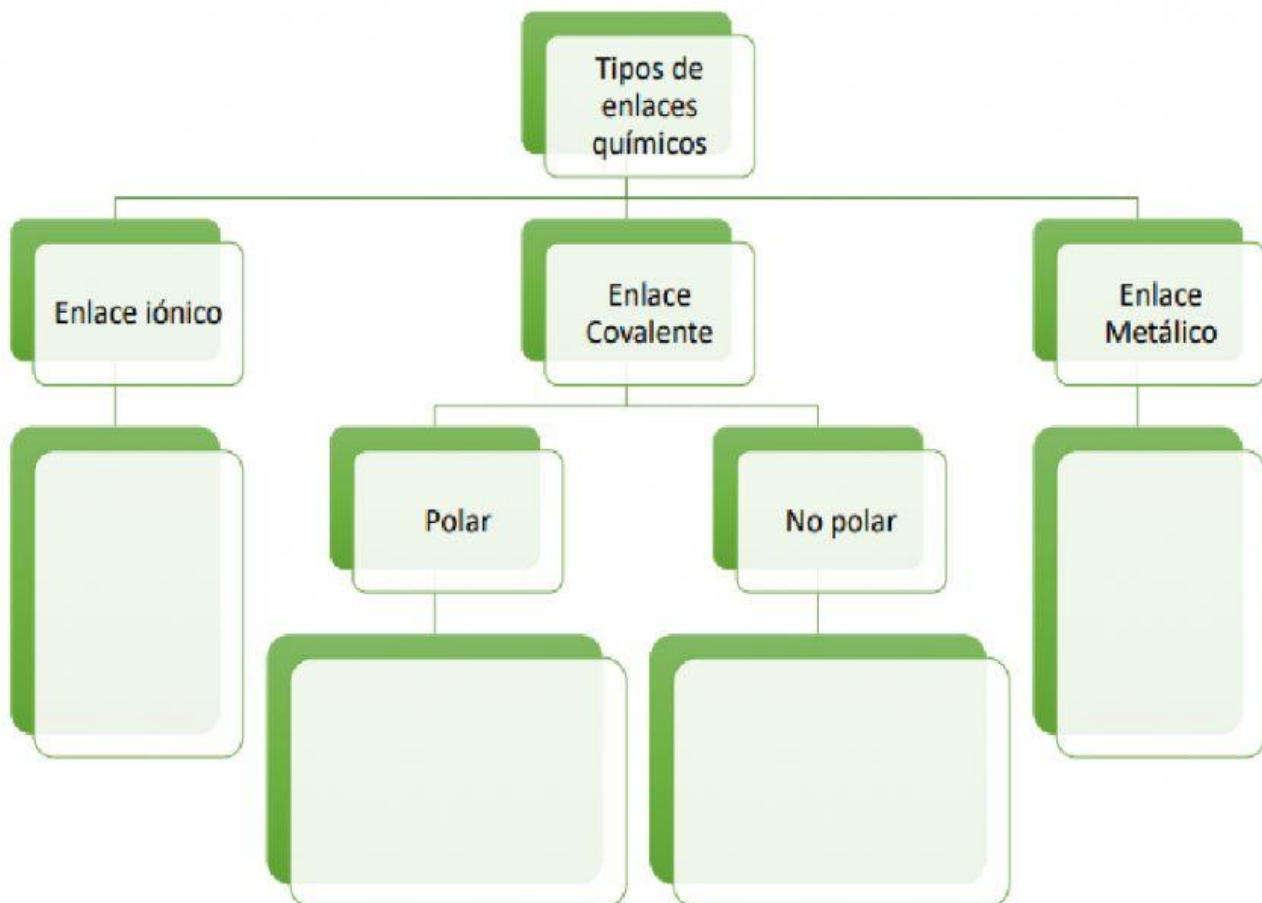 Tipos de
enlaces
químicos
Enlace iónico
Enlace
Covalente
Enlace
Metálico
Polar
No polar